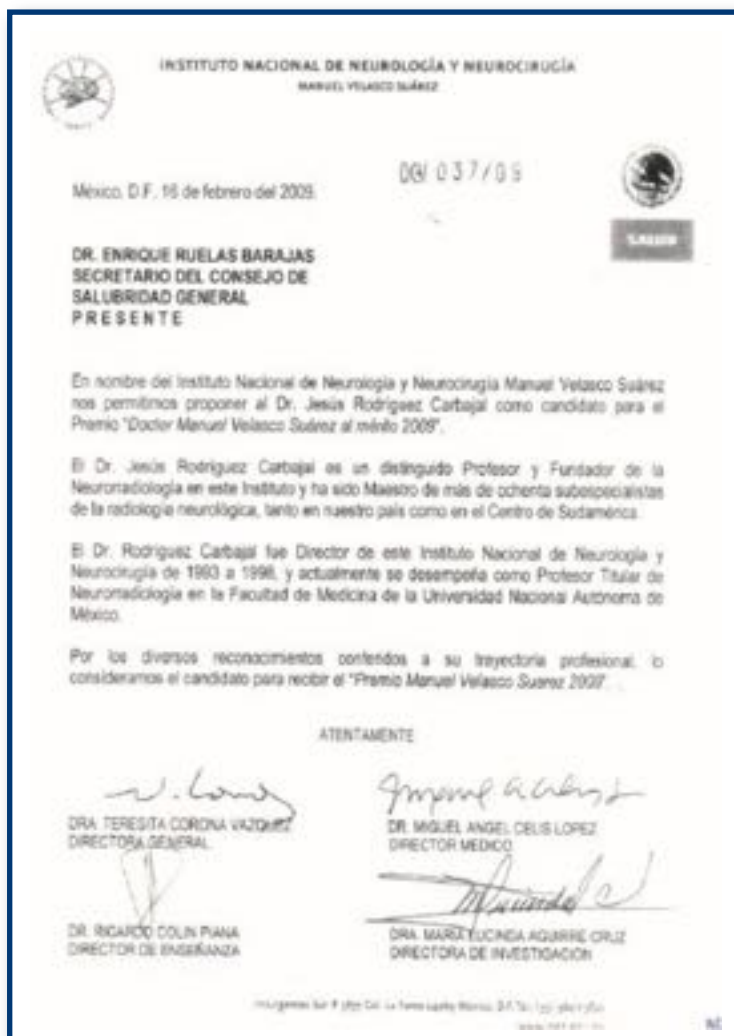 INSTITUTO NACIONAL DE NEUROLOGÍA Y NEUROCIRUGÍA
MANUEL VELASCO SUÁREZ
DG/ 037/09
México, D.F., 16 de febrero del 2009.
SALUD
DR. ENRIQUE RUELAS BARAJAS
SECRETARIO DEL CONSEJO DE
SALUBRIDAD GENERAL
P R E S E N T E
En nombre del Instituto Nacional de Neurología y Neurocirugía Manuel Velasco Suárez
nos permitimos proponer al Dr. Jesús Rodríguez Carbajal como candidato para el
Premio "Doctor Manuel Velasco Suárez al mérito 2009".
El Dr. Jesús Rodríguez Carbajal es un distinguido Profesor y Fundador de la
Neurorradiología en este Instituto y ha sido Maestro de más de ochenta subespecialistas
de la radiología neurológica, tanto en nuestro país como en el Centro de Sudamérica.
El Dr. Rodríguez Carbajal fue Director de este Instituto Nacional de Neurología y
Neurocirugía de 1993 a 1998, y actualmente se desempeña como Profesor Titular de
Neurorradiología en la Facultad de Medicina de la Universidad Nacional Autónoma de
México.
Por los diversos reconocimientos conferidos a su trayectoria profesional, lo
consideramos el candidato para recibir el "Premio Manuel Velasco Suarez 2009".
ATENTAMENTE
DRA. TERESITA CORONA VAZQUEZ
DIRECTORA GENERAL
DR. MIGUEL ANGEL CELIS LOPEZ
DIRECTOR MEDICO
DR. RICARDO COLIN PIANA
DIRECTOR DE ENSEÑANZA
DRA. MARIA LUCINDA AGUIRRE CRUZ
DIRECTORA DE INVESTIGACION